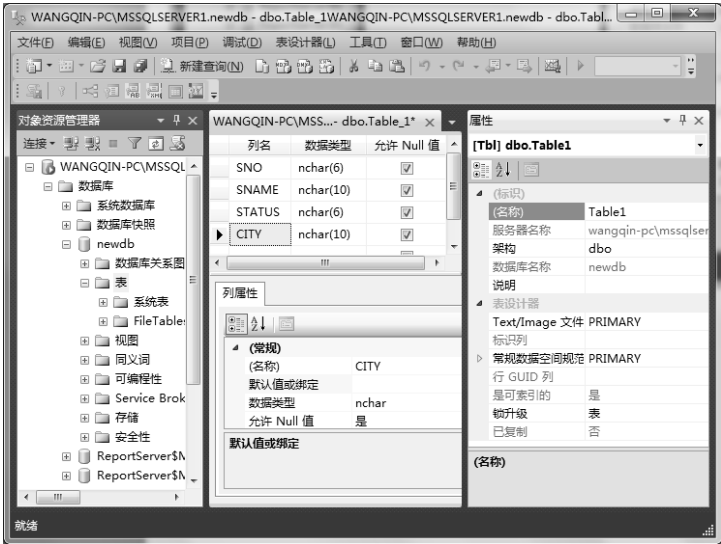 WANGQIN-PC\MSSQLSERVER1.newdb - dbo.Table_1WANGQIN-PC\MSSQLSERVER1.newdb - dbo.Tabl...
文件(F) 编辑(E) 视图(V) 项目(P) 调试(D) 表设计器(L) 工具(T) 窗口(W) 帮助(H)
新建查询(N)
对象资源管理器
连接
WANGQIN-PC\MSSQL
数据库
系统数据库
数据库快照
newdb
数据库关系图
表
系统表
FileTables
视图
同义词
可编程性
Service Brok
存储
安全性
ReportServer$N
ReportServer$N
WANGQIN-PC\MSS...- dbo.Table_1*
列名 数据类型 允许 Null 值
SNO nchar(6)
SNAME nchar(10)
STATUS nchar(6)
CITY nchar(10)
列属性
(常规)
(名称) CITY
默认值或绑定
数据类型 nchar
允许 Null 值 是
默认值或绑定
属性
[Tbl] dbo.Table1
(标识)
(名称) Table1
服务器名称 wangqin-pc\mssqlser
架构 dbo
数据库名称 newdb
说明
表设计器
Text/Image 文件 PRIMARY
标识列
常规数据空间规范 PRIMARY
行 GUID 列
是可索引的 是
锁升级 表
已复制 否
(名称)
就绪